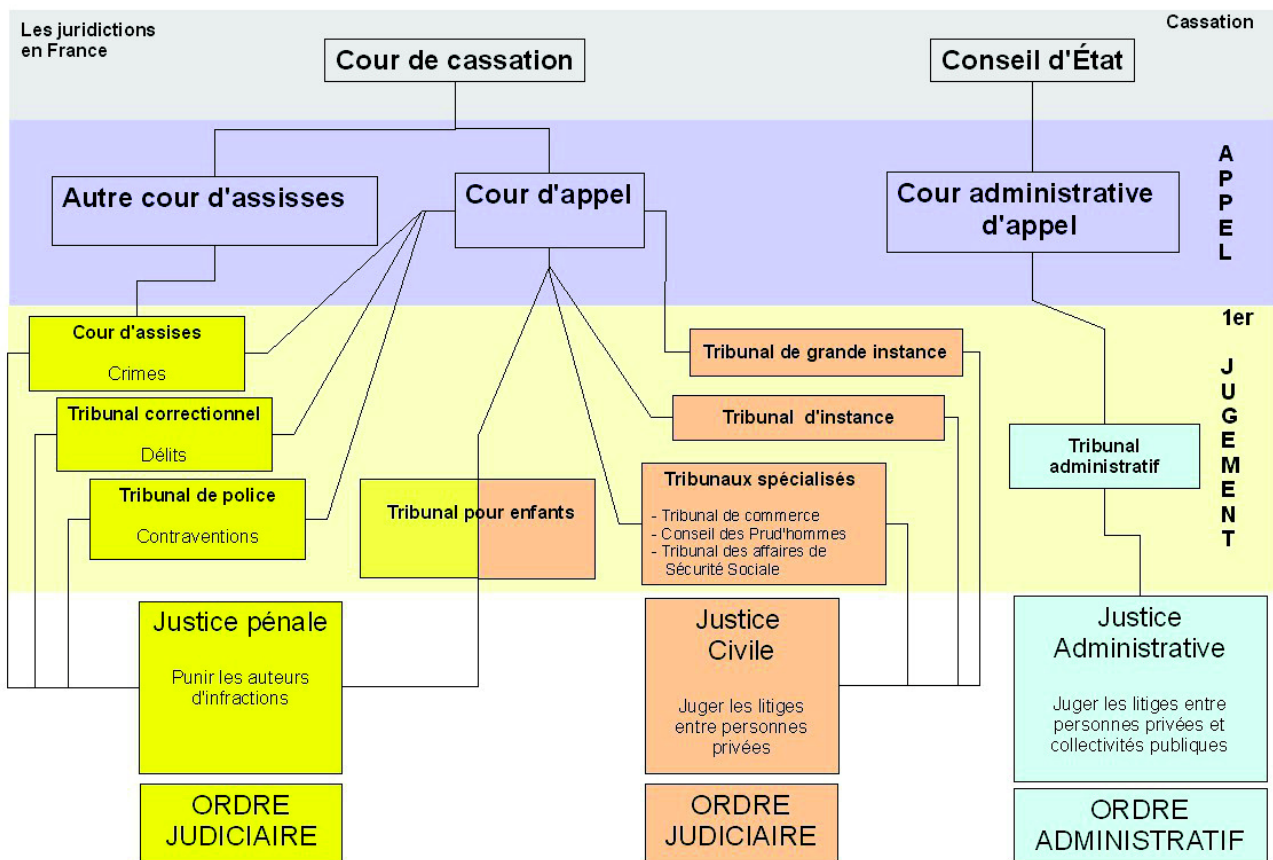 Les juridictions
en France
Cassation
Cour de cassation
Conseil d'État
APPEL
Autre cour d'assisses
Cour d'appel
Cour administrative
d'appel
1er
JUGEMENT
Cour d'assises
Crimes
Tribunal de grande instance
Tribunal correctionnel
Délits
Tribunal d'instance
Tribunal
administratif
Tribunal de police
Contraventions
Tribunal pour enfants
Tribunaux spécialisés
- Tribunal de commerce
- Conseil des Prud'hommes
- Tribunal des affaires de
Sécurité Sociale
Justice pénale
Punir les auteurs
d'infractions
Justice
Civile
Juger les litiges
entre personnes
privées
Justice
Administrative
Juger les litiges entre
personnes privées et
collectivités publiques
ORDRE
JUDICIAIRE
ORDRE
JUDICIAIRE
ORDRE
ADMINISTRATIF